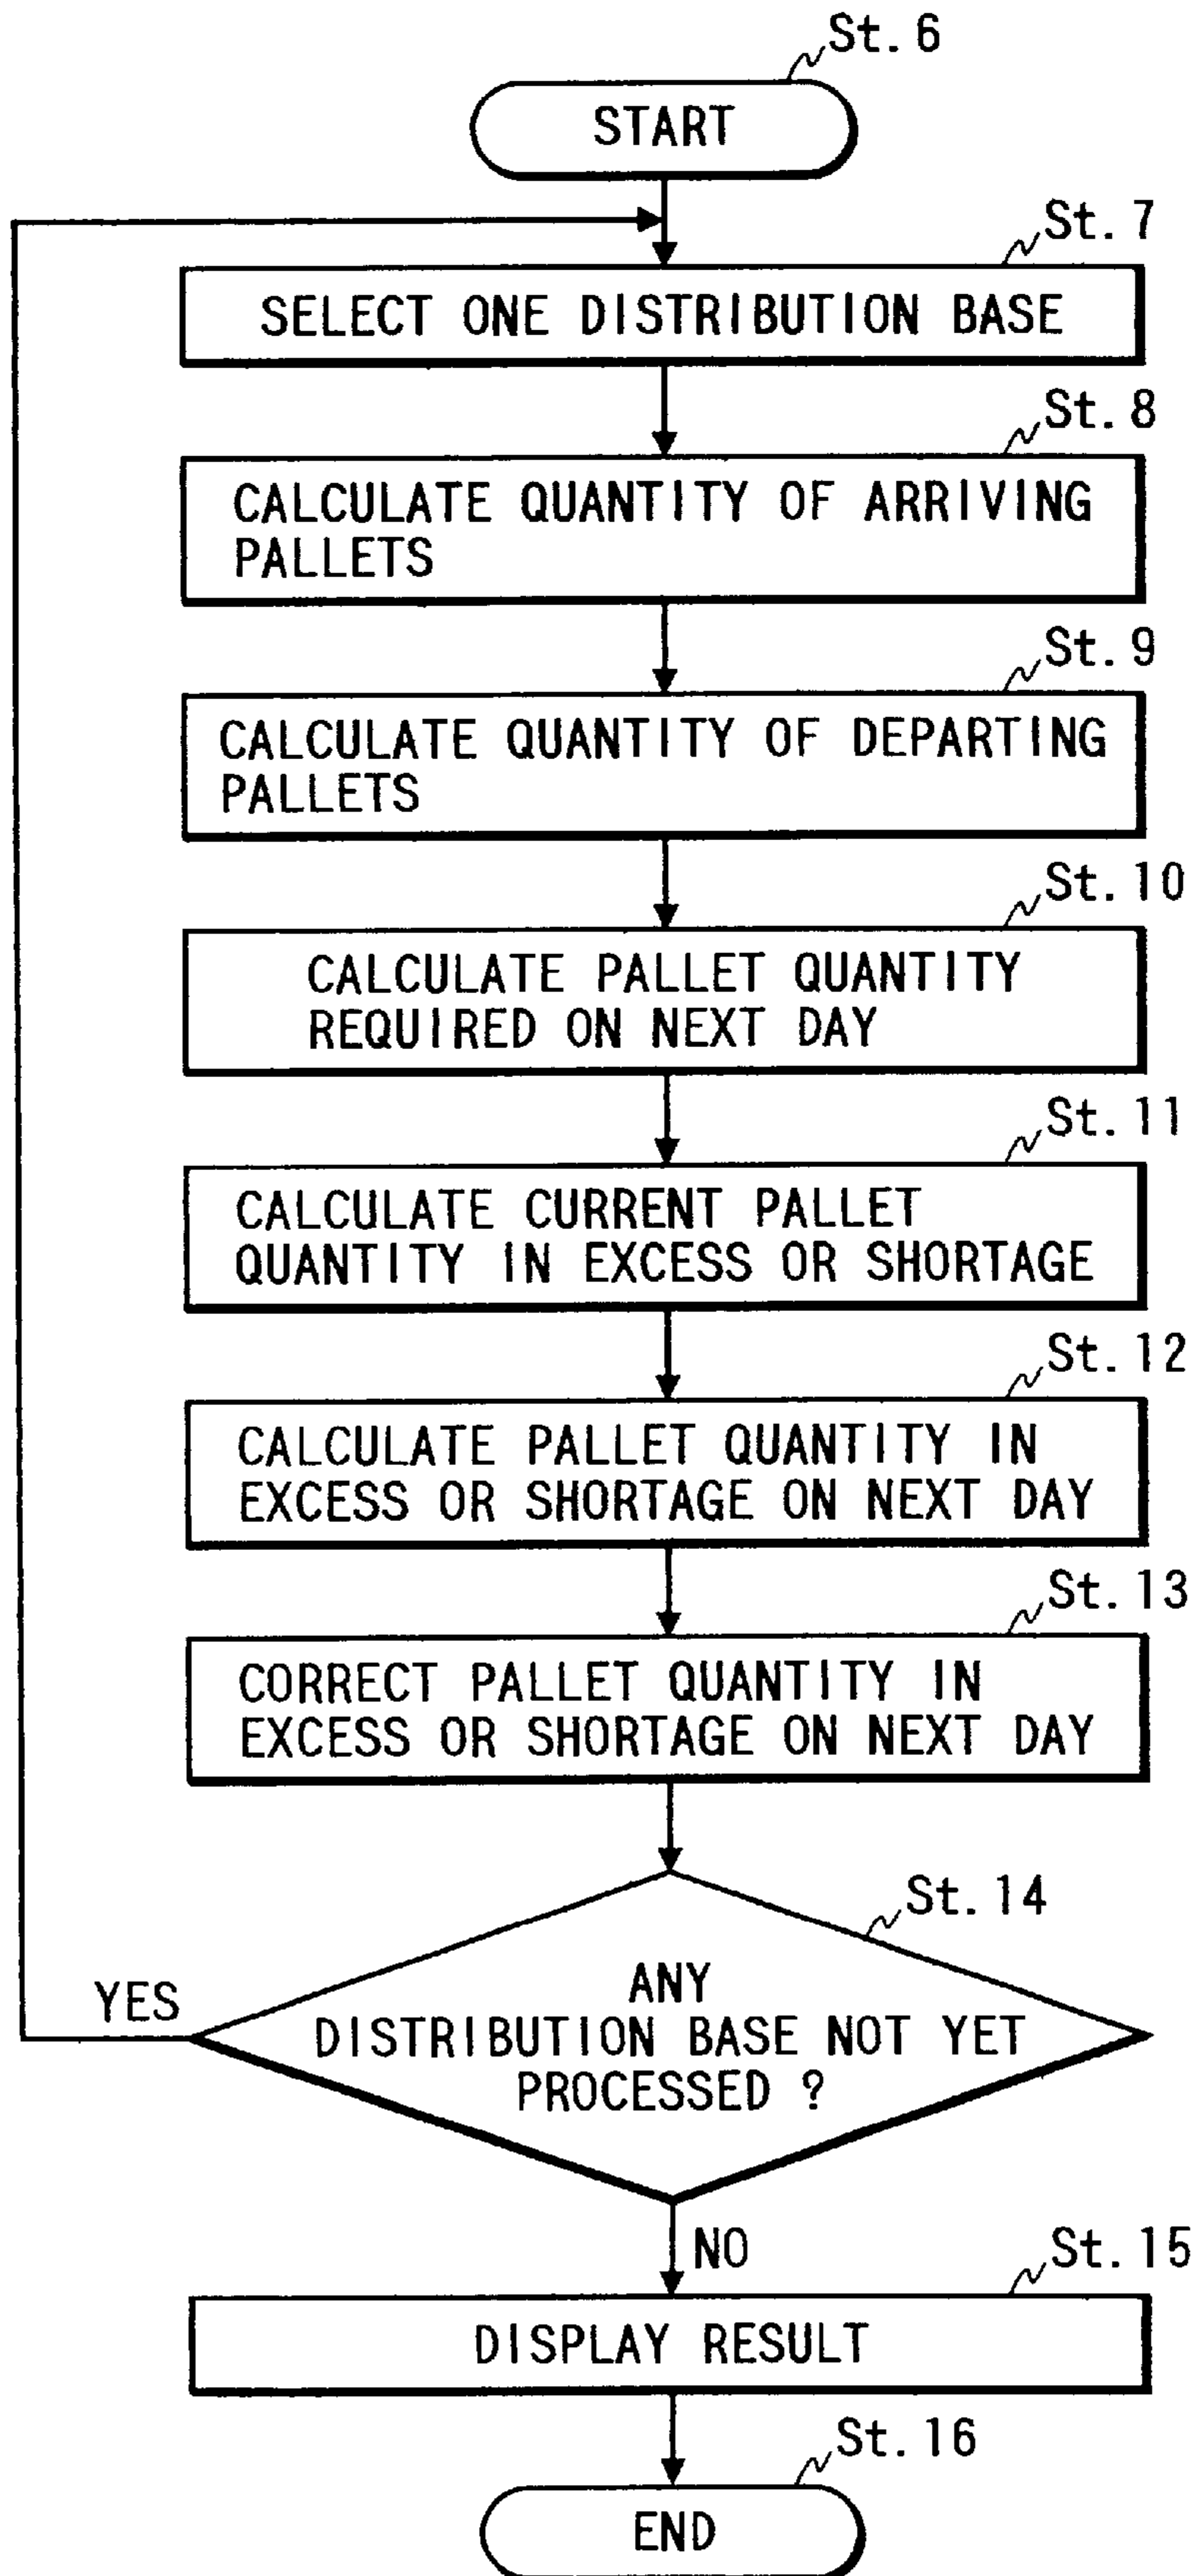 St. 6
START
St. 7
SELECT ONE DISTRIBUTION BASE
St. 8
CALCULATE QUANTITY OF ARRIVING
PALLETS
St. 9
CALCULATE QUANTITY OF DEPARTING
PALLETS
St. 10
CALCULATE PALLET QUANTITY
REQUIRED ON NEXT DAY
St. 11
CALCULATE CURRENT PALLET
QUANTITY IN EXCESS OR SHORTAGE
St. 12
CALCULATE PALLET QUANTITY IN
EXCESS OR SHORTAGE ON NEXT DAY
St. 13
CORRECT PALLET QUANTITY IN
EXCESS OR SHORTAGE ON NEXT DAY
St. 14
YES
ANY
DISTRIBUTION BASE NOT YET
PROCESSED ?
NO
St. 15
DISPLAY RESULT
St. 16
END